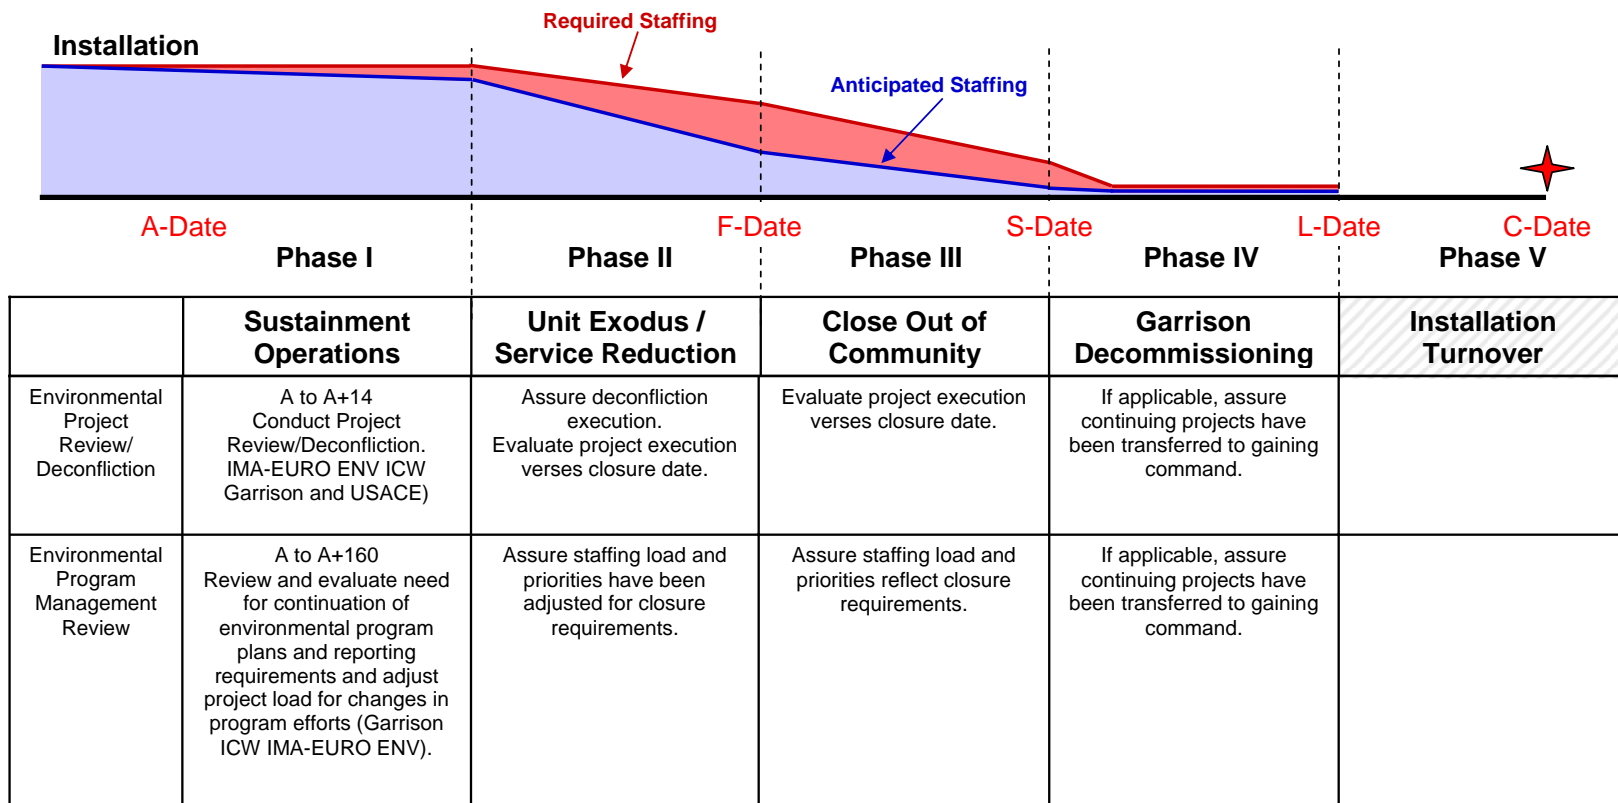 Required Staffing
Installation
Anticipated Staffing
A-Date
F-Date
S-Date
L-Date
C-Date
Phase I
Phase II
Phase III
Phase IV
Phase V
Sustainment
Operations
Unit Exodus /
Service Reduction
Close Out of
Community
Garrison
Decommissioning
Installation
Turnover
Environmental
Project
Review/
Deconfliction
A to A+14
Conduct Project
Review/Deconfliction.
IMA-EURO ENV ICW
Garrison and USACE)
Assure deconfliction
execution.
Evaluate project execution
verses closure date.
Evaluate project execution
verses closure date.
If applicable, assure
continuing projects have
been transferred to gaining
command.
Environmental
Program
Management
Review
A to A+160
Review and evaluate need
for continuation of
environmental program
plans and reporting
requirements and adjust
project load for changes in
program efforts (Garrison
ICW IMA-EURO ENV).
Assure staffing load and
priorities have been
adjusted for closure
requirements.
Assure staffing load and
priorities reflect closure
requirements.
If applicable, assure
continuing projects have
been transferred to gaining
command.